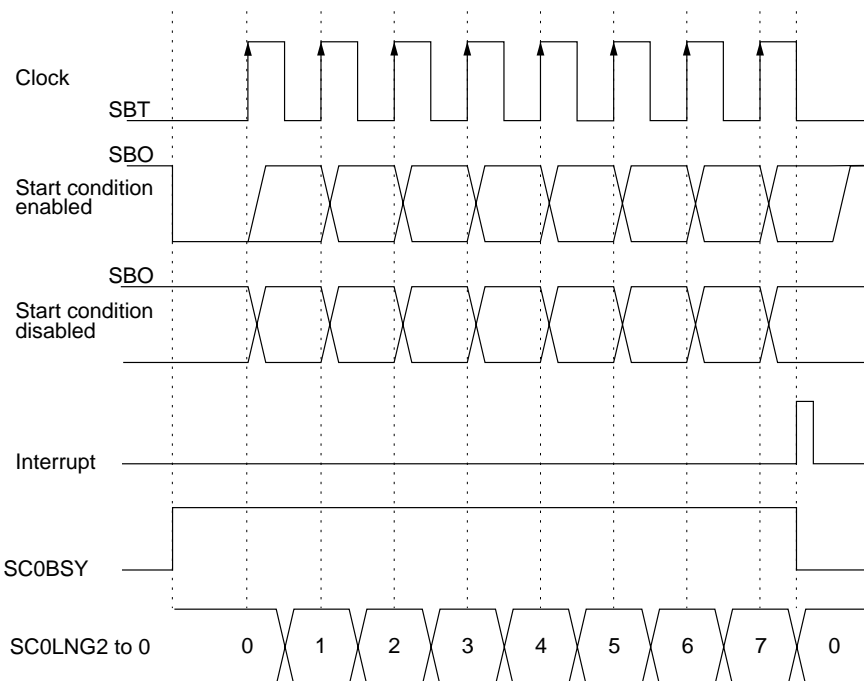 Clock
SBT
SBO
Start condition
enabled
SBO
Start condition
disabled
Interrupt
SC0BSY
SC0LNG2 to 0 0 1 2 3 4 5 6 7 0